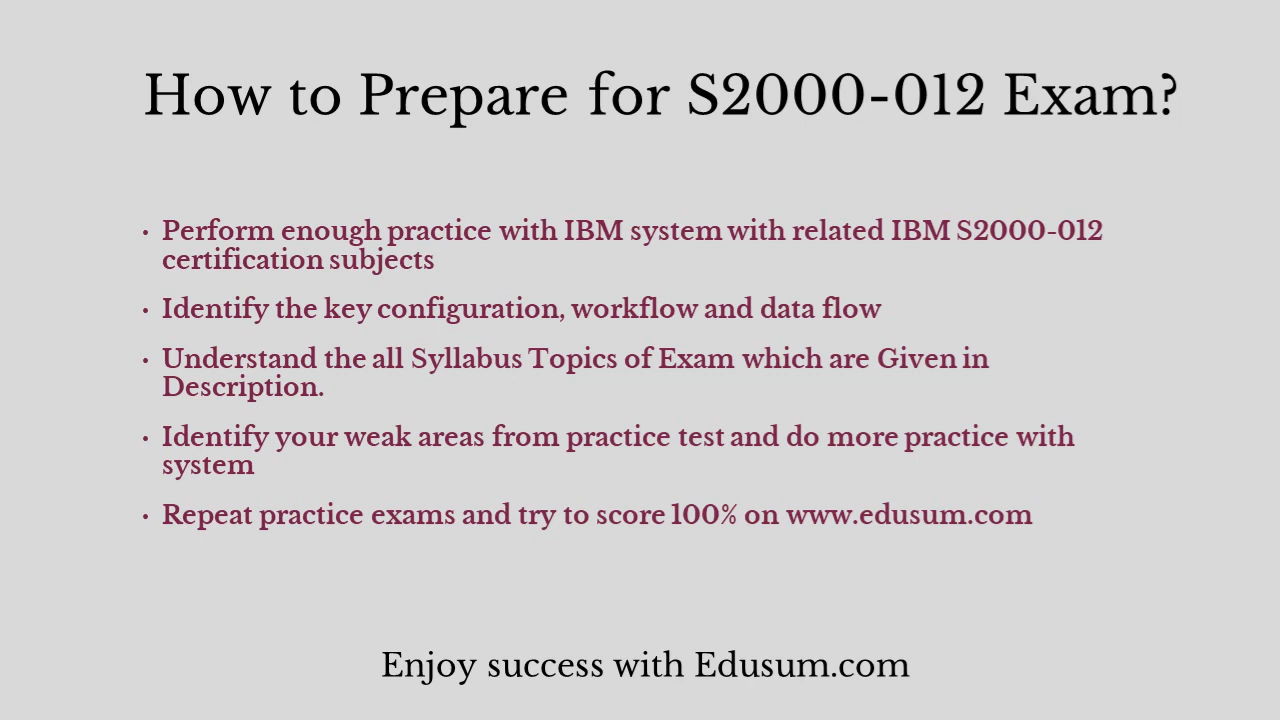 How to Prepare for S2000-012 Exam?
• Perform enough practice with IBM system with related IBM S2000-012
certification subjects
• Identify the key configuration, workflow and data flow
• Understand the all Syllabus Topics of Exam which are Given in
Description.
• Identify your weak areas from practice test and do more practice with
system
• Repeat practice exams and try to score 100% on www.edusum.com
Enjoy success with Edusum.com